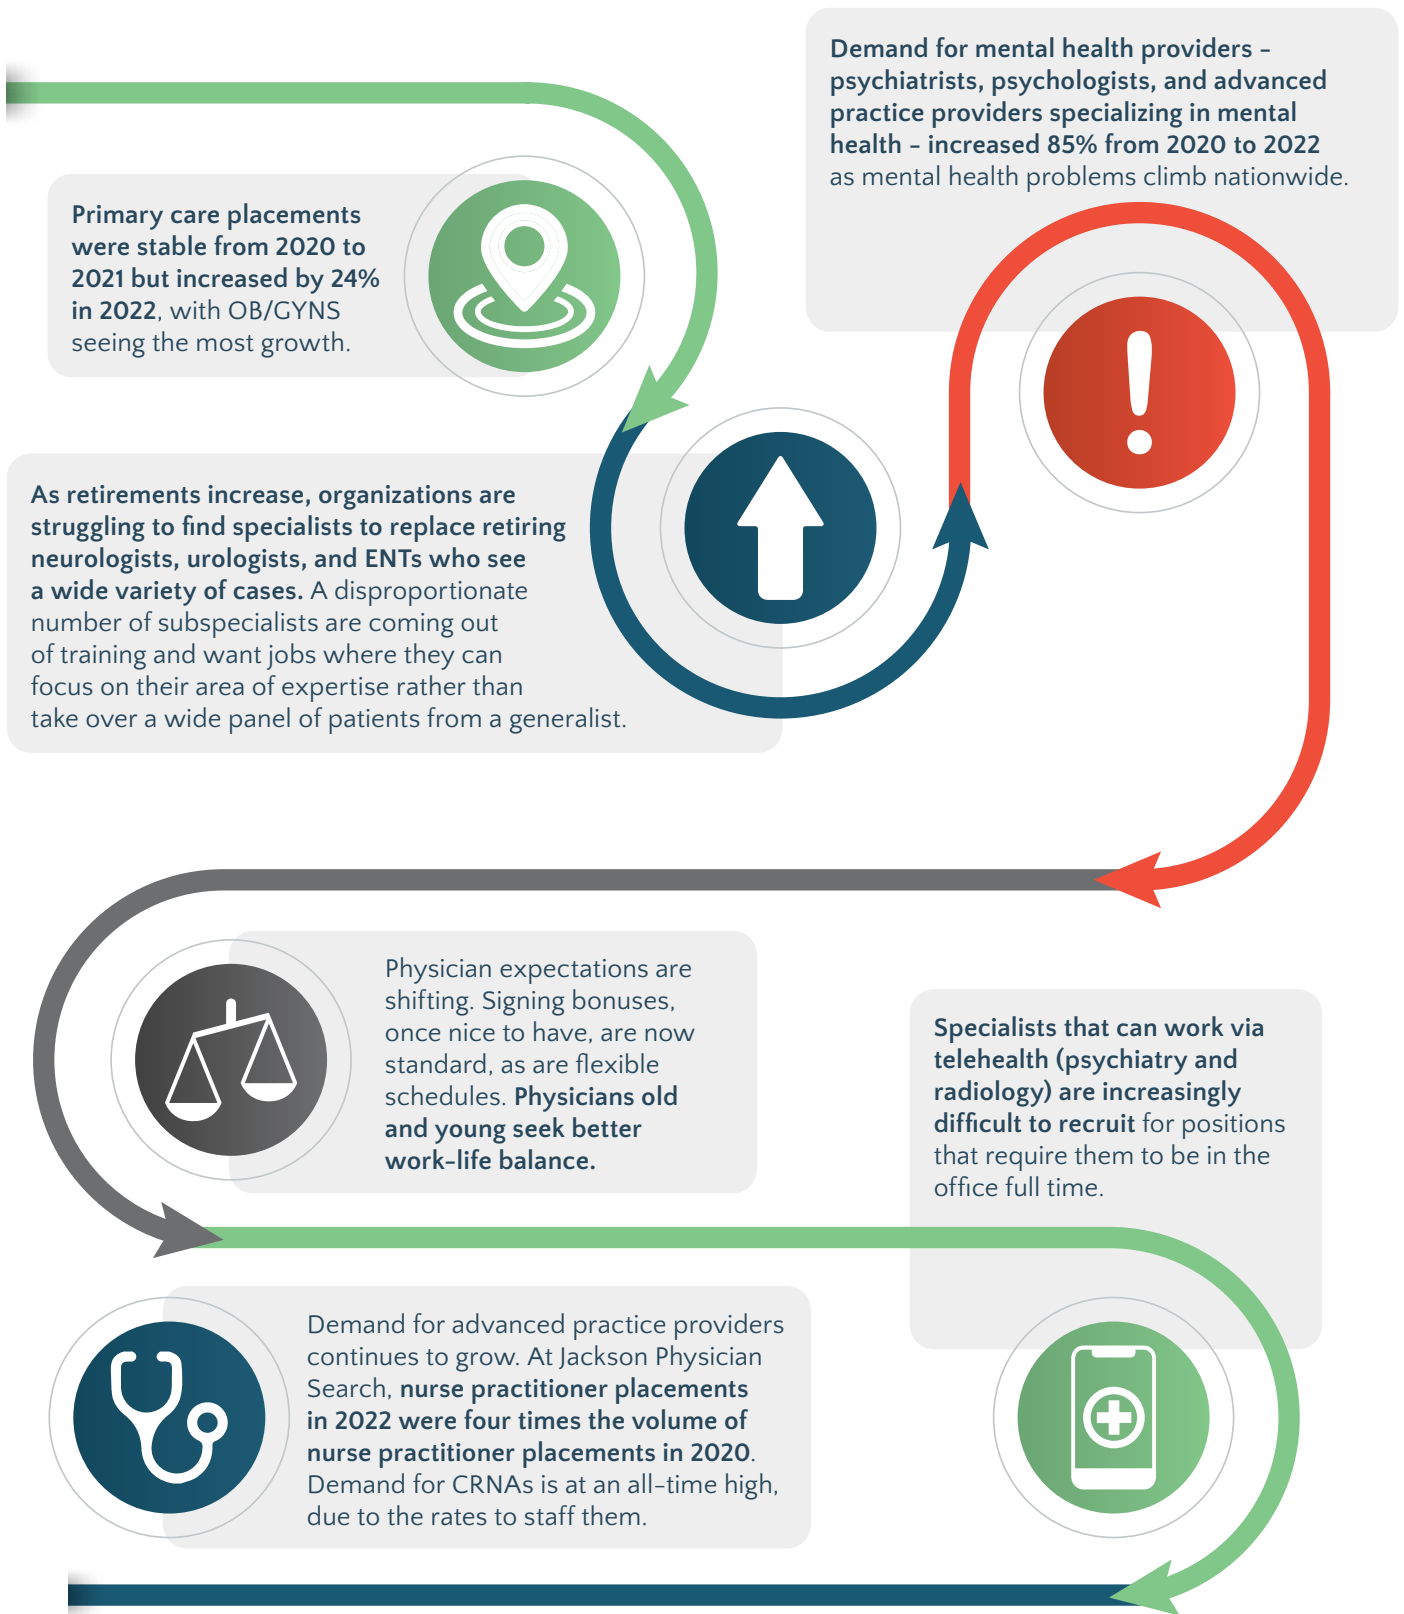 Primary care placements
were stable from 2020 to
2021 but increased by 24%
in 2022, with OB/GYNS
seeing the most growth.
As retirements increase, organizations are
struggling to find specialists to replace retiring
neurologists, urologists, and ENTs who see
a wide variety of cases. A disproportionate
number of subspecialists are coming out
of training and want jobs where they can
focus on their area of expertise rather than
take over a wide panel of patients from a generalist.
Demand for mental health providers -
psychiatrists, psychologists, and advanced
practice providers specializing in mental
health - increased 85% from 2020 to 2022
as mental health problems climb nationwide.
Physician expectations are
shifting. Signing bonuses,
once nice to have, are now
standard, as are flexible
schedules. Physicians old
and young seek better
work-life balance.
Specialists that can work via
telehealth (psychiatry and
radiology) are increasingly
difficult to recruit for positions
that require them to be in the
office full time.
Demand for advanced practice providers
continues to grow. At Jackson Physician
Search, nurse practitioner placements
in 2022 were four times the volume of
nurse practitioner placements in 2020.
Demand for CRNAs is at an all-time high,
due to the rates to staff them.